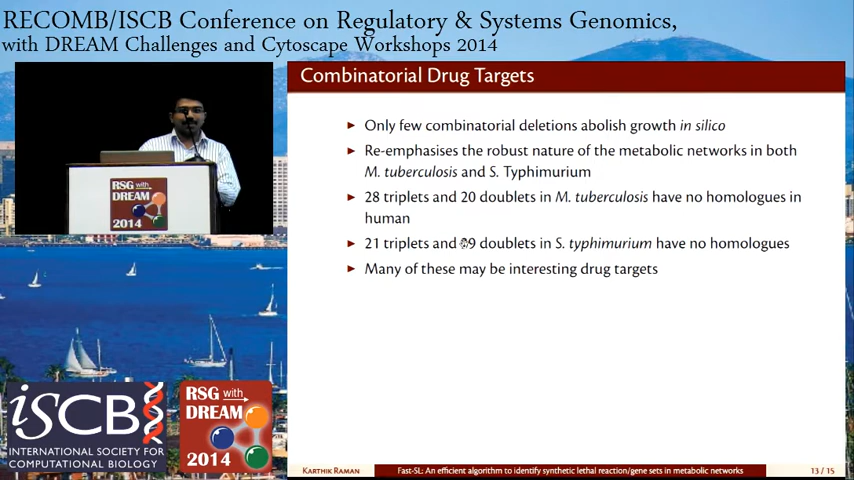 RECOMB/ISCB Conference on Regulatory & Systems Genomics,
with DREAM Challenges and Cytoscape Workshops 2014
Combinatorial Drug Targets
Only few combinatorial deletions abolish growth in silico
Re-emphasises the robust nature of the metabolic networks in both
M. tuberculosis and S. Typhimurium
28 triplets and 20 doublets in M. tuberculosis have no homologues in
human
21 triplets and doublets in S. typhimurium have no homologues
Many of these may be interesting drug targets
RSG with
DREAM
2014
iSCB
INTERNATIONAL SOCIETY FOR
COMPUTATIONAL BIOLOGY
RSG with
DREAM
2014
KARTHIK RAMAN
Fast-SL: An efficient algorithm to identify synthetic lethal reaction/gene sets in metabolic networks
13 / 15